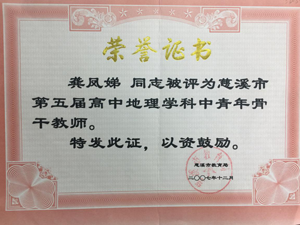 荣誉证书
龚凤娣 同志被评为慈溪市
第五届高中地理学科中青年骨
干教师。
特发此证,以资鼓励。
慈溪市教育局
二〇〇七年十二月